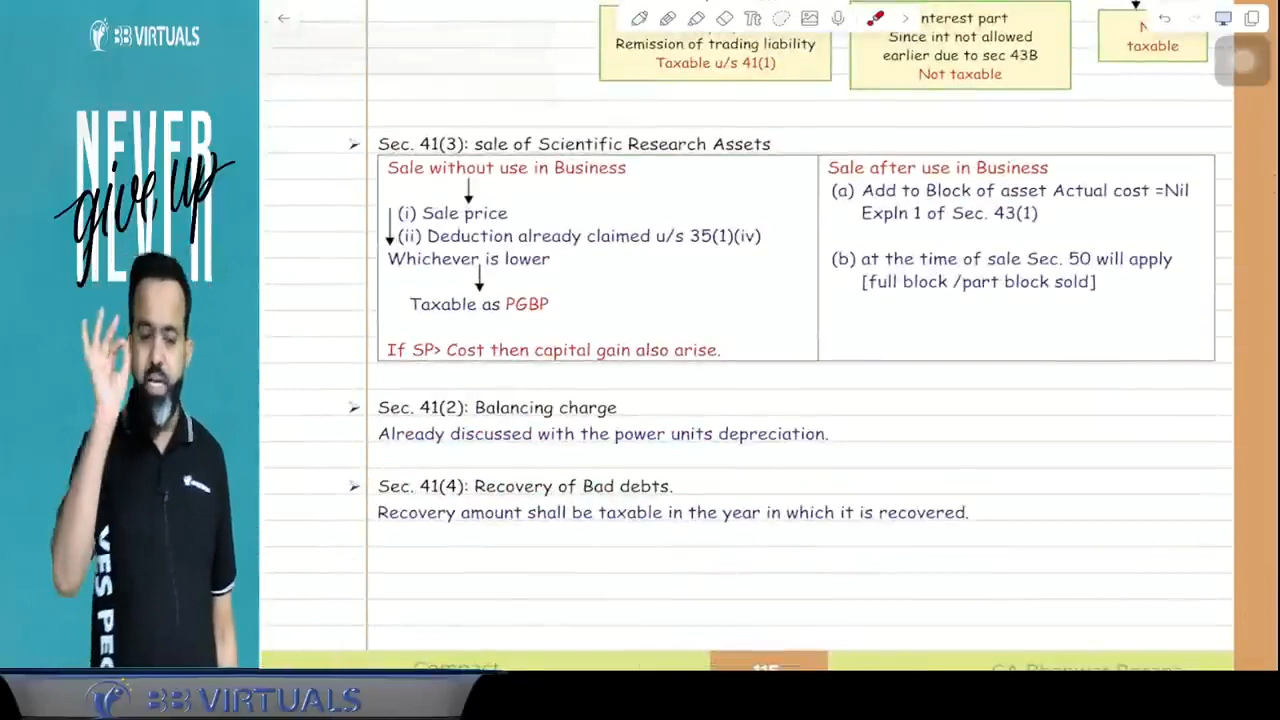 BB VIRTUALS
NEVER
give up
NEVER
VES PEC
Remission of trading liability
Taxable u/s 41(1)
nterest part
Since int not allowed
earlier due to sec 43B
Not taxable
taxable
➢ Sec. 41(3): sale of Scientific Research Assets
Sale without use in Business
(i) Sale price
(ii) Deduction already claimed u/s 35(1)(iv)
Whichever is lower
Taxable as PGBP
If SP> Cost then capital gain also arise.
Sale after use in Business
(a) Add to Block of asset Actual cost =Nil
Expln 1 of Sec. 43(1)
(b) at the time of sale Sec. 50 will apply
[full block /part block sold]
➢ Sec. 41(2): Balancing charge
Already discussed with the power units depreciation.
➢ Sec. 41(4): Recovery of Bad debts.
Recovery amount shall be taxable in the year in which it is recovered.
Compact
115
BB VIRTUALS